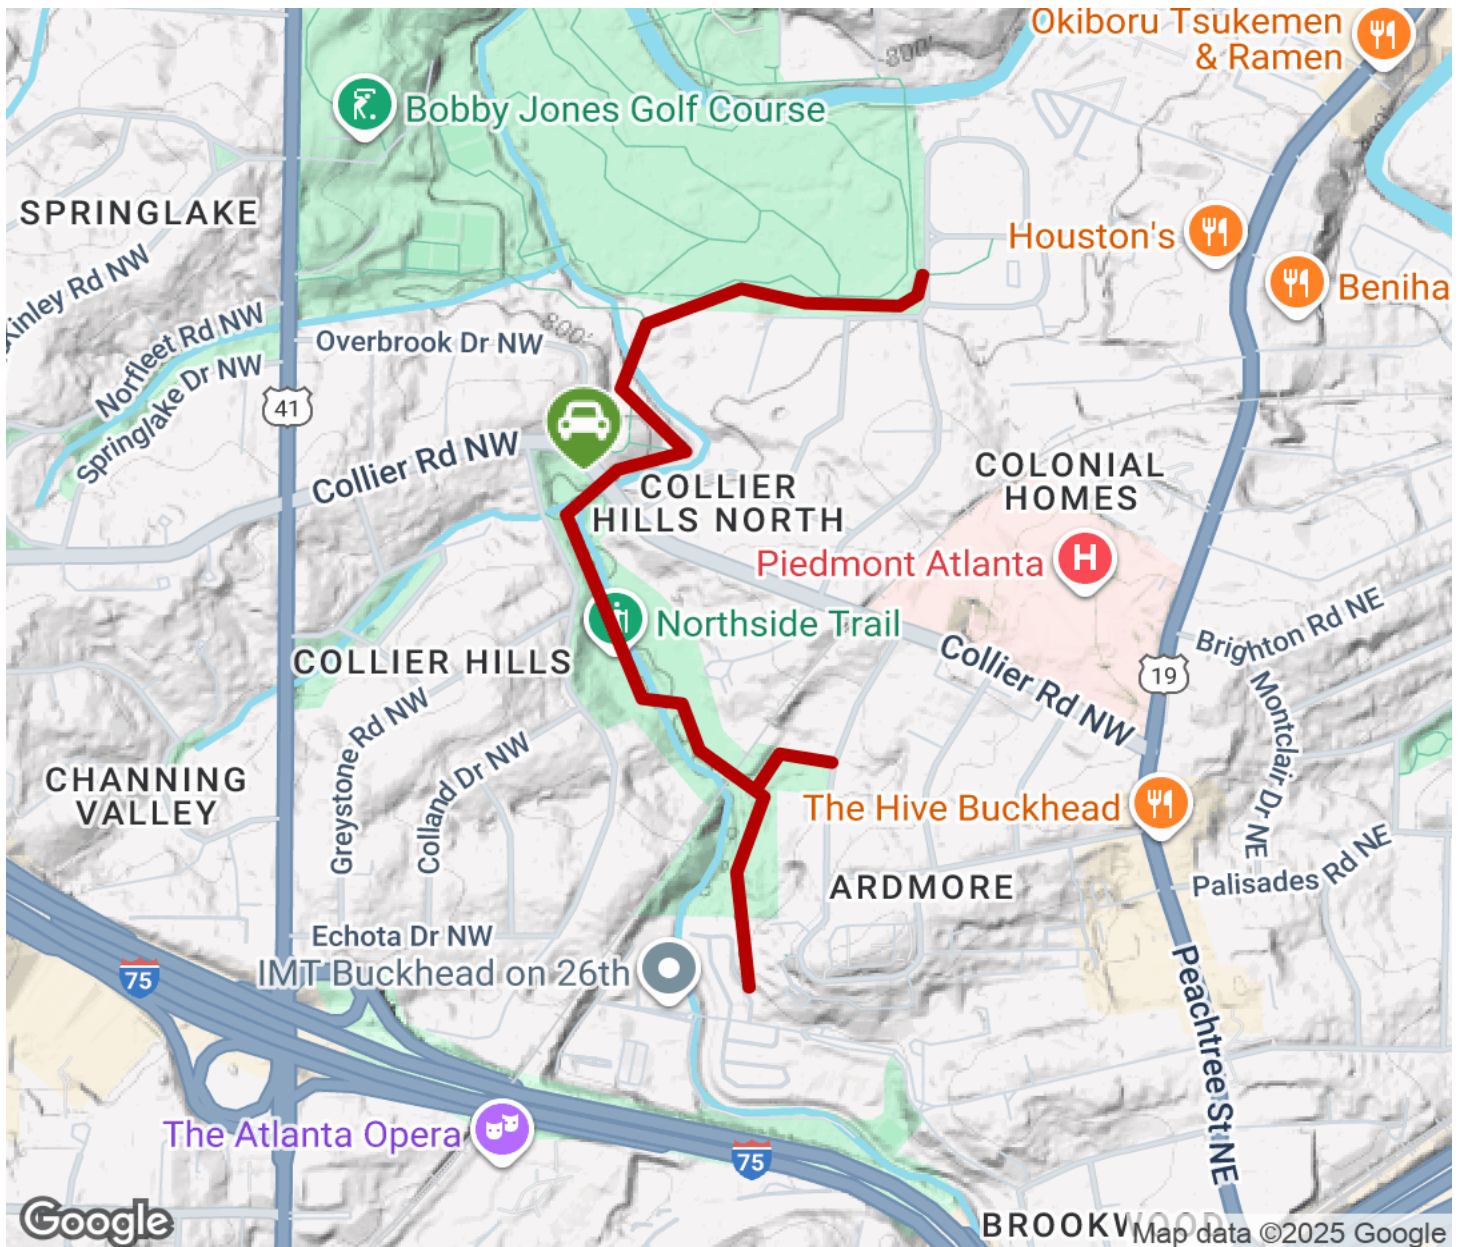 Okiboru Tsukemen
& Ramen
800'
Bobby Jones Golf Course
SPRINGLAKE
Houston's
Beniha
Kinley Rd NW
Norfleet Rd NW
Springlake Dr NW
800'
Overbrook Dr NW
41
Collier Rd NW
COLLIER
HILLS NORTH
COLONIAL
HOMES
Piedmont Atlanta
H
Northside Trail
Brighton Rd NE
COLLIER HILLS
Collier Rd NW
19
Montclair Dr NE
Greystone Rd NW
Colland Dr NW
CHANNING
VALLEY
The Hive Buckhead
Palisades Rd NE
ARDMORE
Echota Dr NW
IMT Buckhead on 26th
75
Peachtree St NE
The Atlanta Opera
75
Google
BROOKWOOD
Map data ©2025 Google